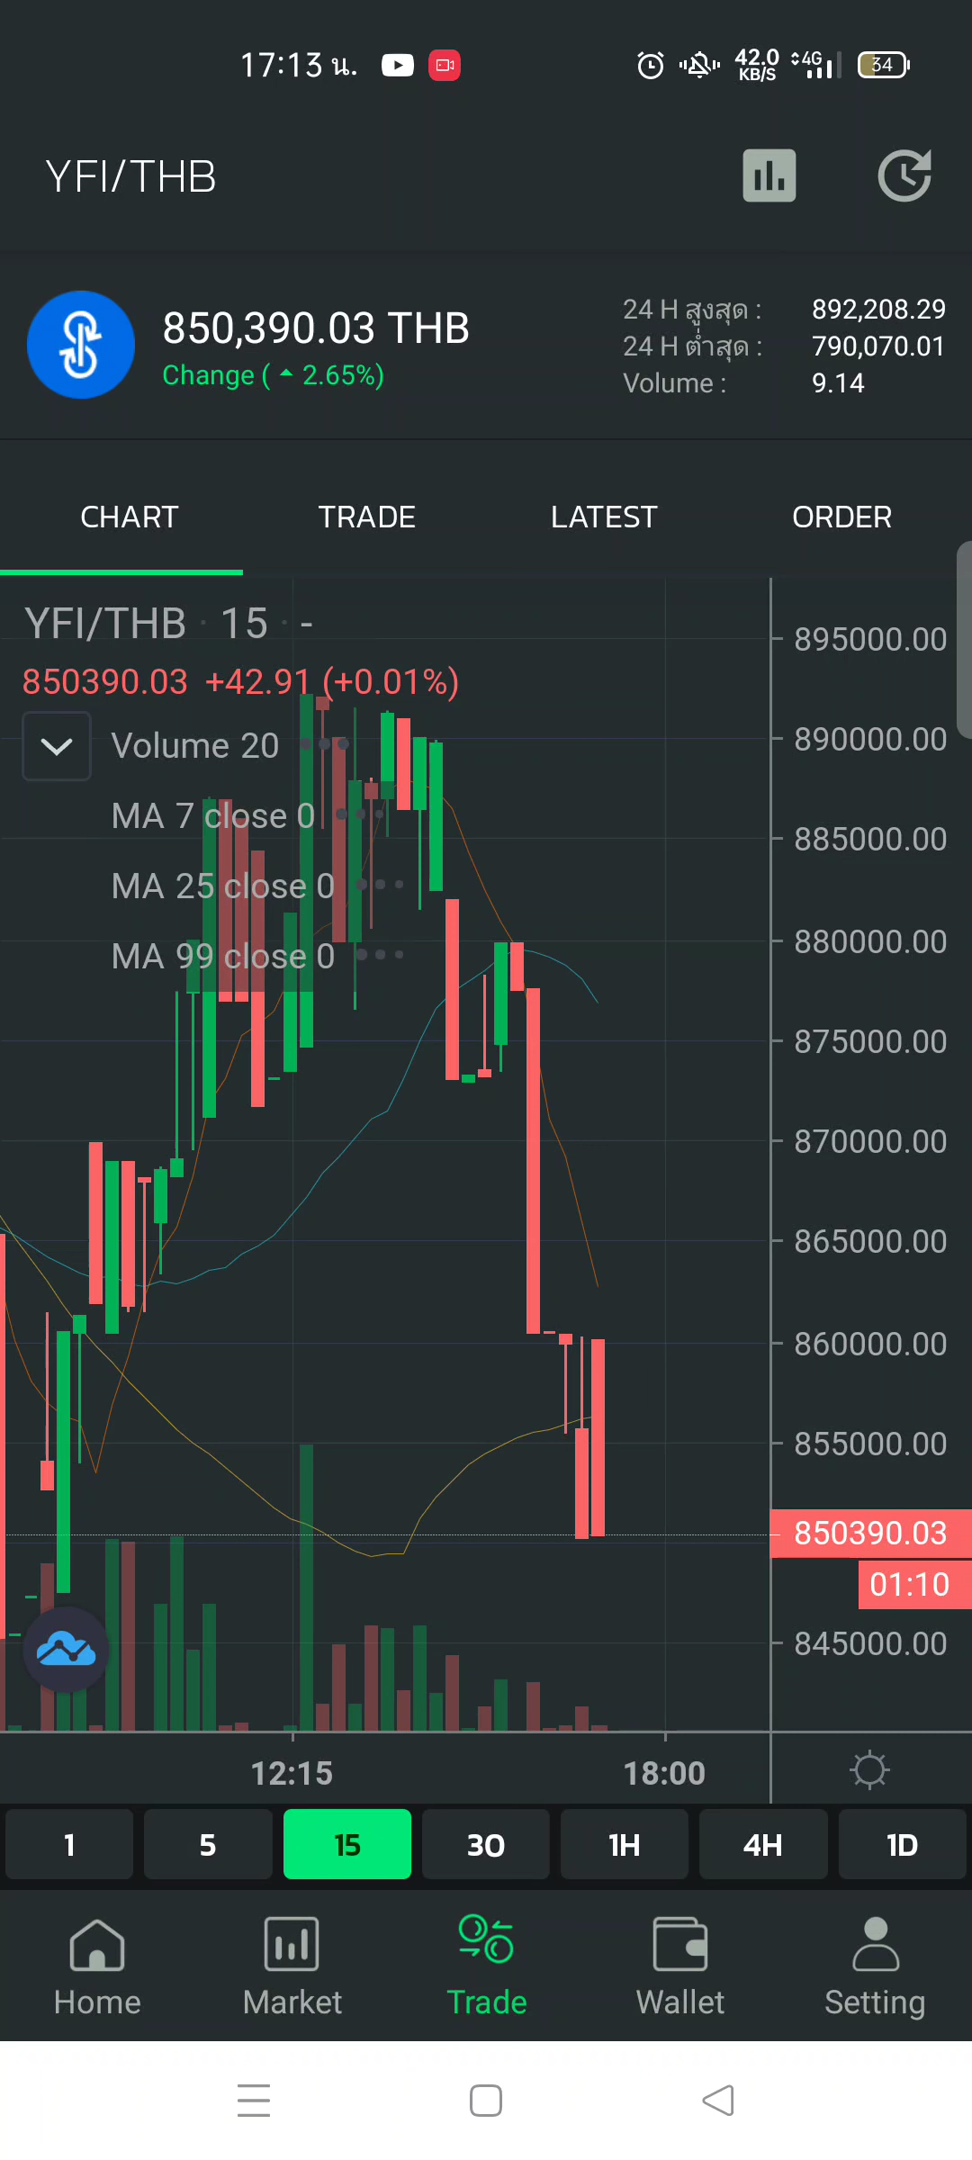 17:13 น.
42.0
KB/S
4G
34
YFI/THB
850,390.03 THB
Change ( 2.65%)
24 H สูงสุด : 892,208.29
24 H ต่ำสุด : 790,070.01
Volume : 9.14
CHART TRADE LATEST ORDER
YFI/THB · 15 · -
850390.03 +42.91 (+0.01%)
Volume 20
MA 7 close 0
MA 25 close 0
MA 99 close 0
895000.00
890000.00
885000.00
880000.00
875000.00
870000.00
865000.00
860000.00
855000.00
850390.03
01:10
845000.00
12:15 18:00
1 5 15 30 1H 4H 1D
Home Market Trade Wallet Setting